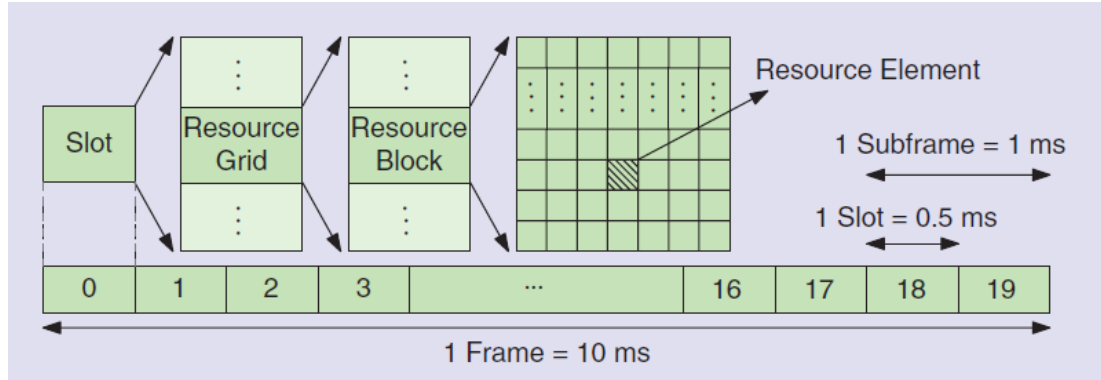 Resource Element
Slot
Resource
Grid
Resource
Block
1 Subframe = 1 ms
1 Slot = 0.5 ms
0 1 2 3 ... 16 17 18 19
1 Frame = 10 ms